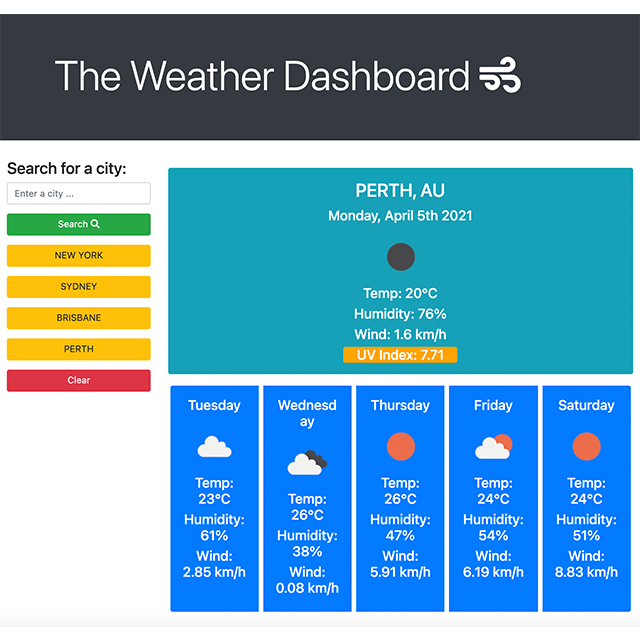 The Weather Dashboard
Search for a city:
Enter a city ...
Search
NEW YORK
SYDNEY
BRISBANE
PERTH
Clear
PERTH, AU
Monday, April 5th 2021
Temp: 20°C
Humidity: 76%
Wind: 1.6 km/h
UV Index: 7.71
Tuesday
Temp:
23°C
Humidity:
61%
Wind:
2.85 km/h
Wednesd
ay
Temp:
26°C
Humidity:
38%
Wind:
0.08 km/h
Thursday
Temp:
26°C
Humidity:
47%
Wind:
5.91 km/h
Friday
Temp:
24°C
Humidity:
54%
Wind:
6.19 km/h
Saturday
Temp:
24°C
Humidity:
51%
Wind:
8.83 km/h